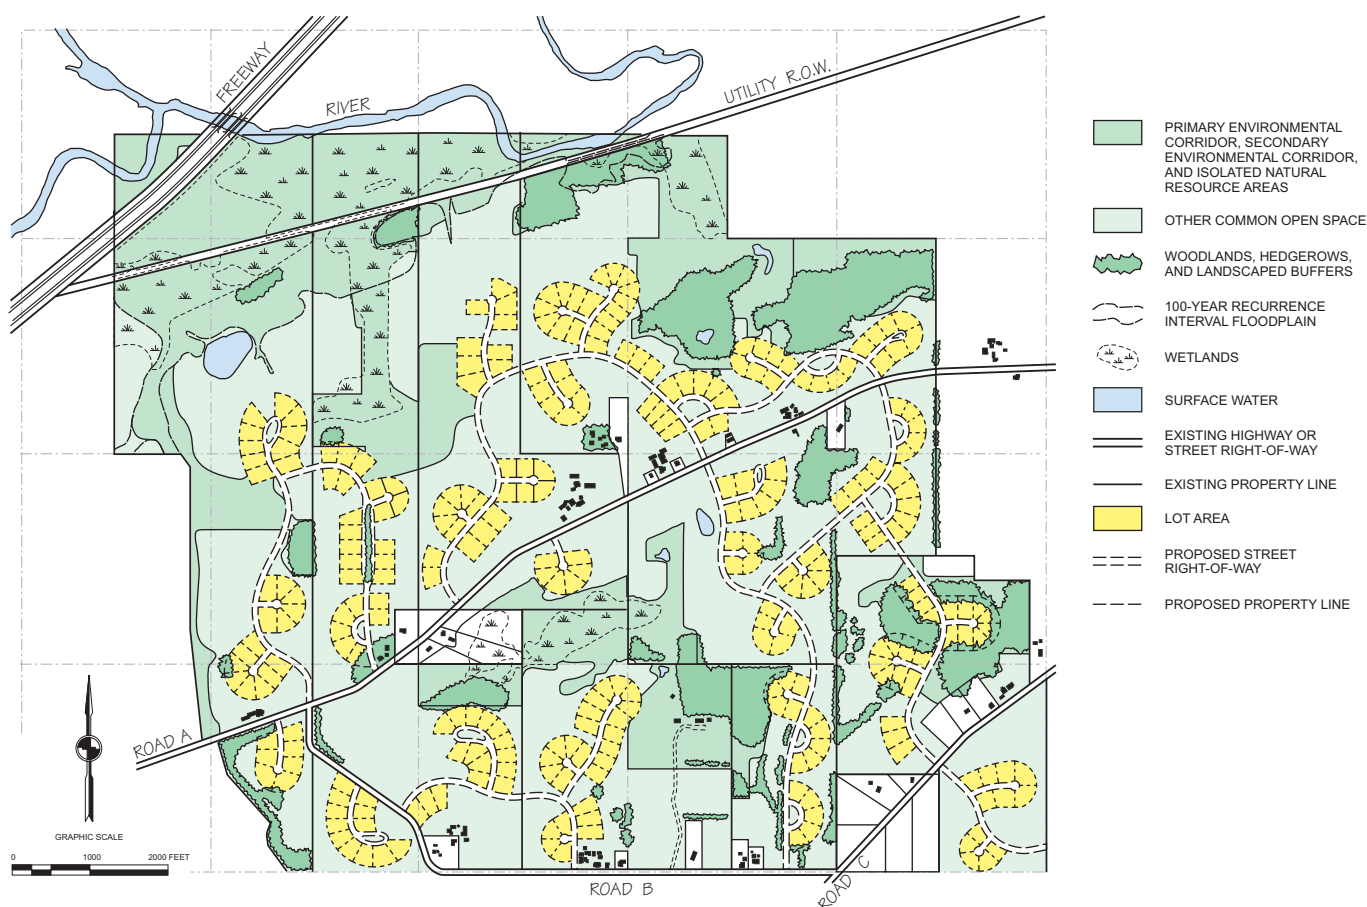 FREEWAY
RIVER
UTILITY R.O.W.
PRIMARY ENVIRONMENTAL
CORRIDOR, SECONDARY
ENVIRONMENTAL CORRIDOR,
AND ISOLATED NATURAL
RESOURCE AREAS
OTHER COMMON OPEN SPACE
WOODLANDS, HEDGEROWS,
AND LANDSCAPED BUFFERS
100-YEAR RECURRENCE
INTERVAL FLOODPLAIN
WETLANDS
SURFACE WATER
EXISTING HIGHWAY OR
STREET RIGHT-OF-WAY
EXISTING PROPERTY LINE
LOT AREA
PROPOSED STREET
RIGHT-OF-WAY
PROPOSED PROPERTY LINE
ROAD A
GRAPHIC SCALE
0 1000 2000 FEET
ROAD B
ROAD C